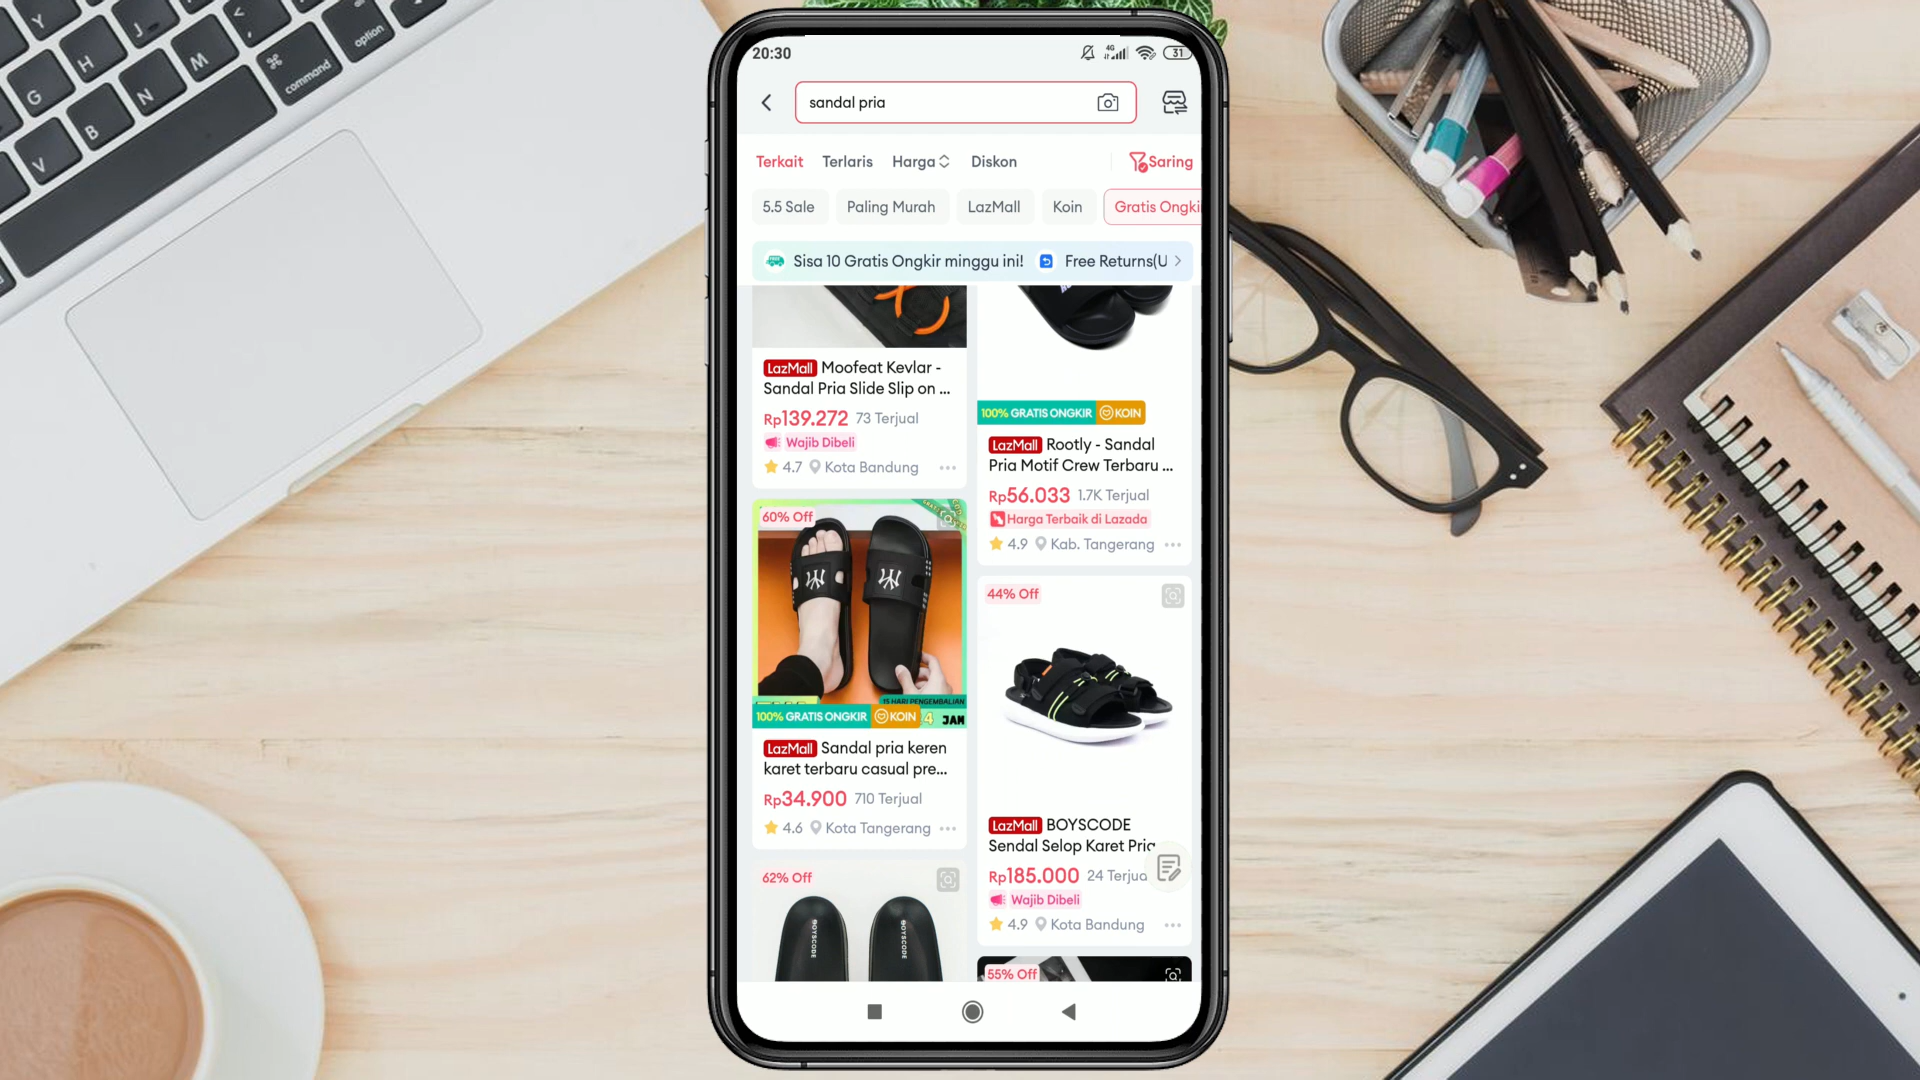 20:30
4G
31
sandal pria
Terkait Terlaris Harga Diskon Saring
5.5 Sale Paling Murah LazMall Koin Gratis Ongki
Sisa 10 Gratis Ongkir minggu ini! Free Returns(U
LazMall Moofeat Kevlar -
Sandal Pria Slide Slip on ...
Rp139.272 73 Terjual
Wajib Dibeli
4.7 Kota Bandung
100% GRATIS ONGKIR KOIN
LazMall Rootly - Sandal
Pria Motif Crew Terbaru ...
Rp56.033 1.7K Terjual
Harga Terbaik di Lazada
4.9 Kab. Tangerang
60% Off
15 HARI PENGEMBALIAN
100% GRATIS ONGKIR KOIN 4 JAM
LazMall Sandal pria keren
karet terbaru casual pre...
Rp34.900 710 Terjual
4.6 Kota Tangerang
44% Off
LazMall BOYSCODE
Sendal Selop Karet Pria
Rp185.000 24 Terjua
Wajib Dibeli
4.9 Kota Bandung
62% Off
BOYSCODE
BOYSCODE
55% Off
Y
H
J
<
G
N
M
⌘
command
option
B
V